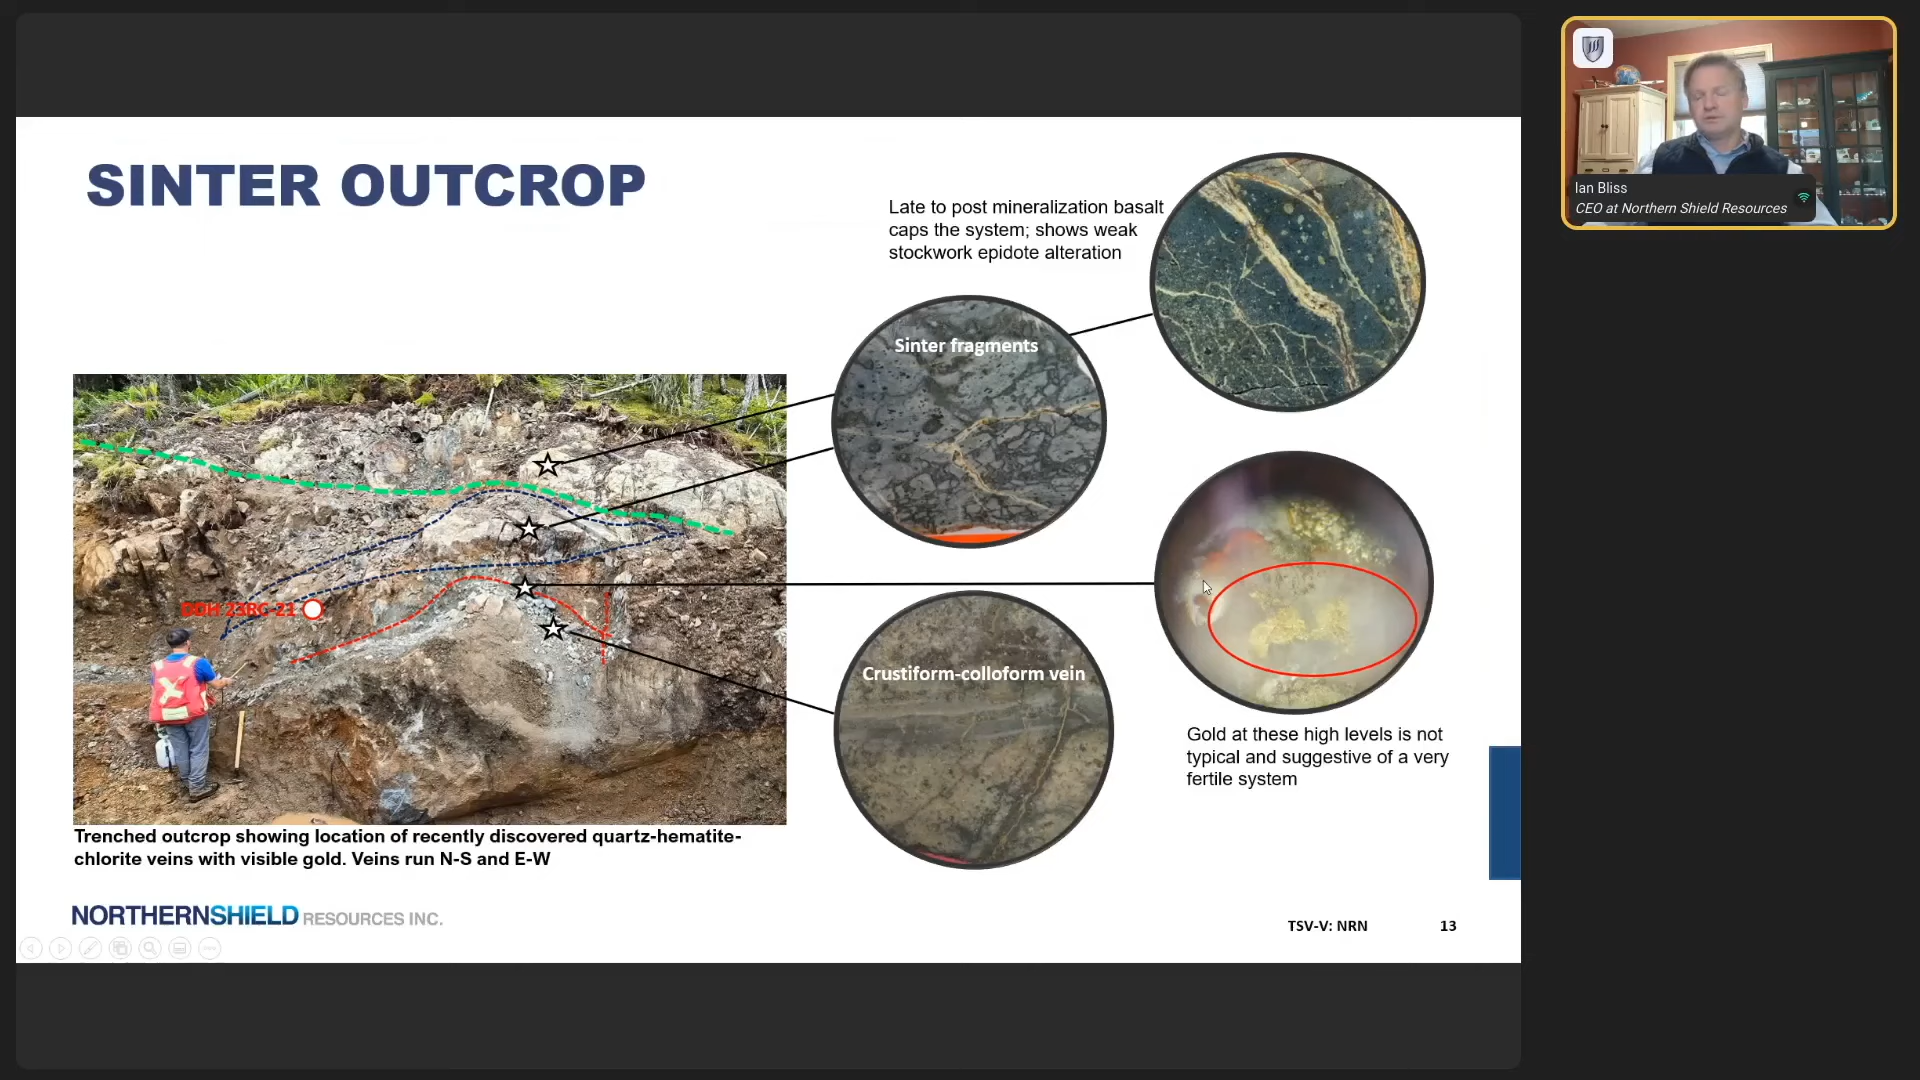 SINTER OUTCROP
Late to post mineralization basalt
caps the system; shows weak
stockwork epidote alteration
Sinter fragments
DDH 23RC-21
Crustiform-colloform vein
Gold at these high levels is not
typical and suggestive of a very
fertile system
Trenched outcrop showing location of recently discovered quartz-hematite-
chlorite veins with visible gold. Veins run N-S and E-W
NORTHERNSHIELD RESOURCES INC.
TSV-V: NRN
13
Ian Bliss
CEO at Northern Shield Resources